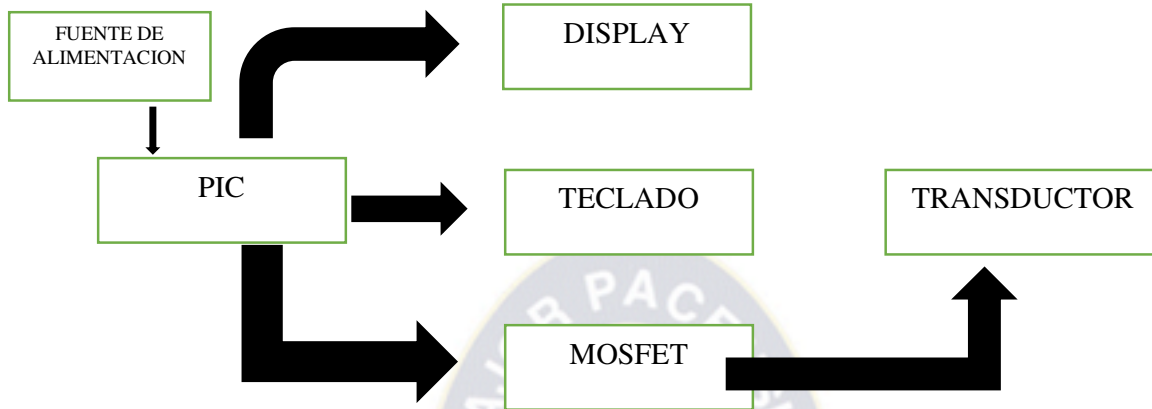 FUENTE DE
ALIMENTACION
DISPLAY
PIC
TECLADO
TRANSDUCTOR
MOSFET